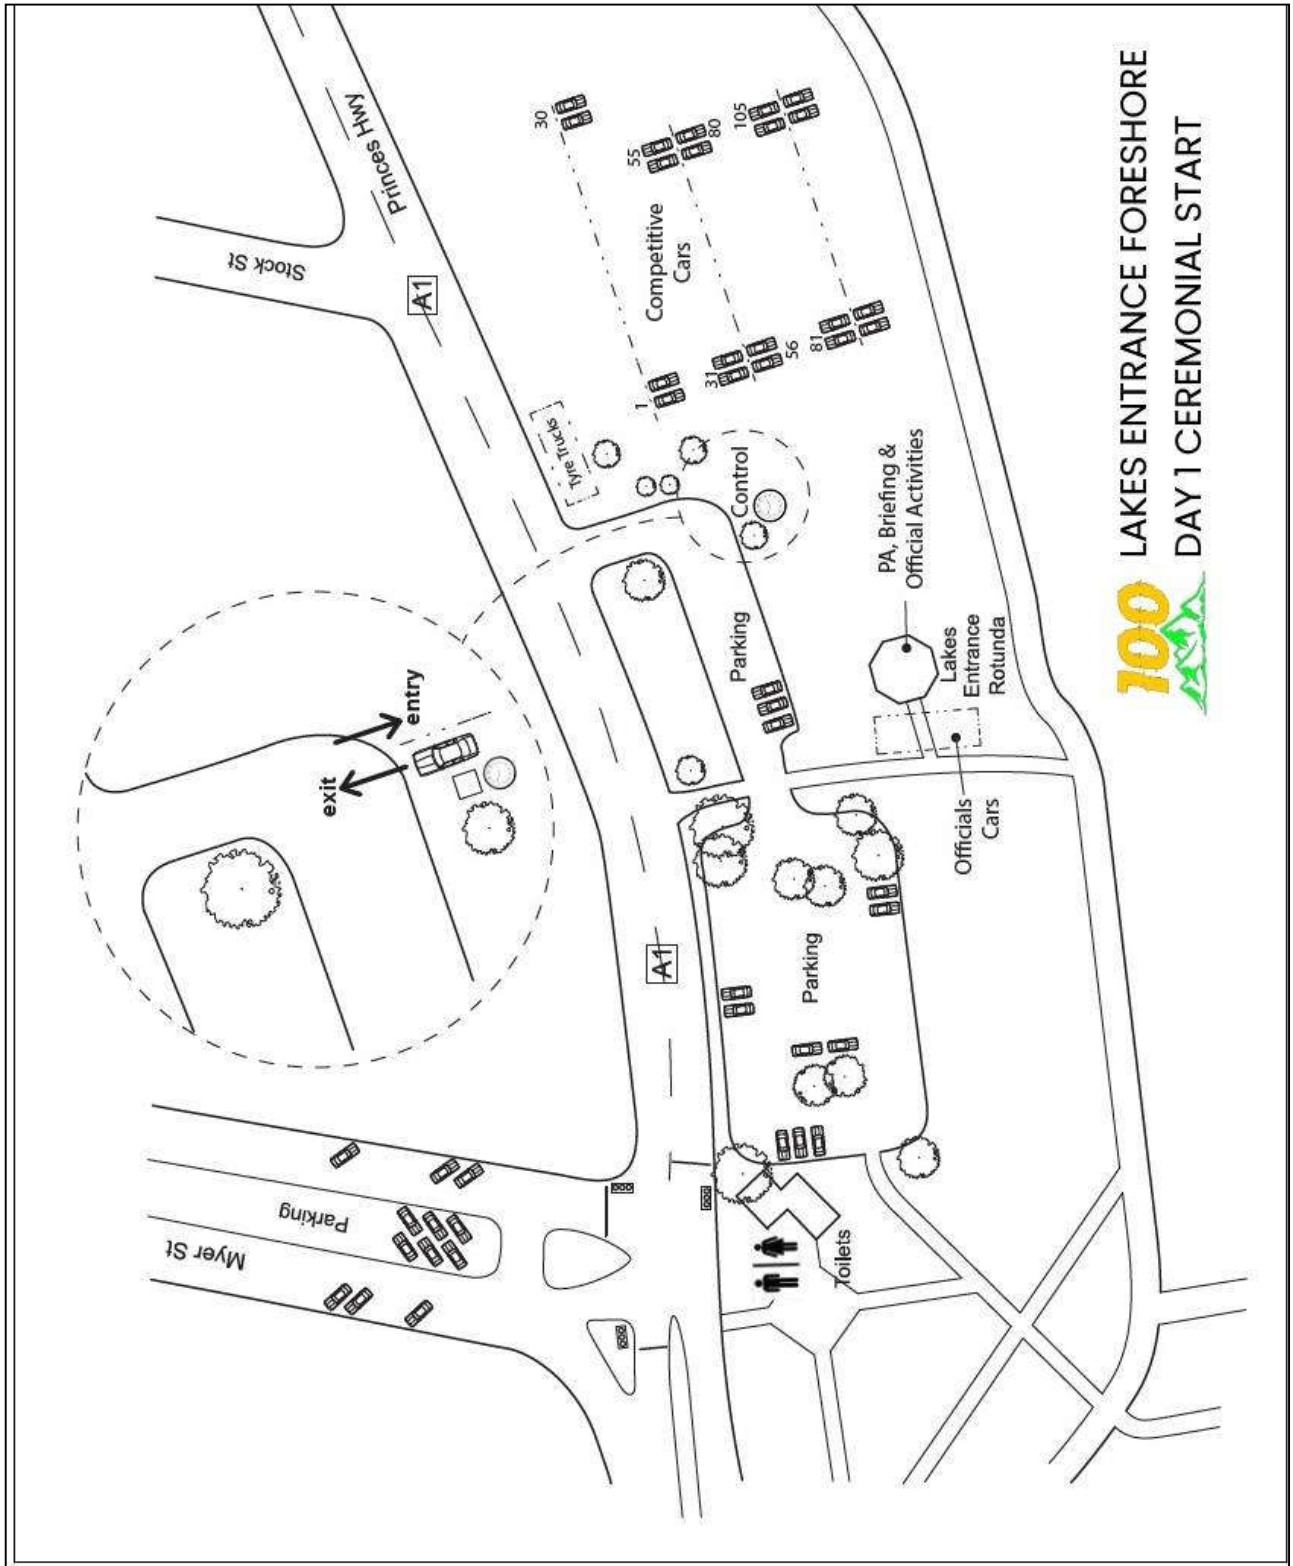 Princes Hwy
Stock St
A1
30
55
80
105
Competitive
Cars
1
31
56
81
Tyre Trucks
Control
PA, Briefing &
Official Activities
Parking
Lakes
Entrance
Rotunda
Officials
Cars
entry
exit
A1
Parking
Parking
Myer St
Toilets
100
LAKES ENTRANCE FORESHORE
DAY 1 CEREMONIAL START